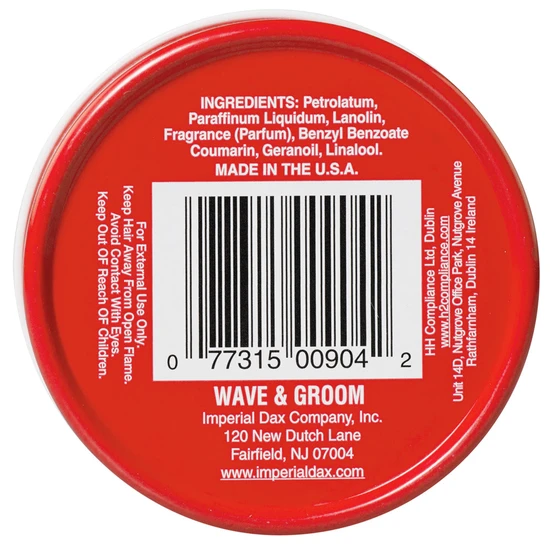 INGREDIENTS: Petrolatum,
Paraffinum Liquidum, Lanolin,
Fragrance (Parfum), Benzyl Benzoate
Coumarin, Geranoil, Linalool.
MADE IN THE U.S.A.
For External Use Only.
Keep Hair Away From Open Flame.
Avoid Contact With Eyes.
Keep Out OF Reach OF Children.
HH Compliance Ltd, Dublin
www.h2compliance.com
Unit 14D, Nutgrove Office Park, Nutgrove Avenue
Rathfarnham, Dublin 14 Ireland
0 77315 00904 2
WAVE & GROOM
Imperial Dax Company, Inc.
120 New Dutch Lane
Fairfield, NJ 07004
www.imperialdax.com